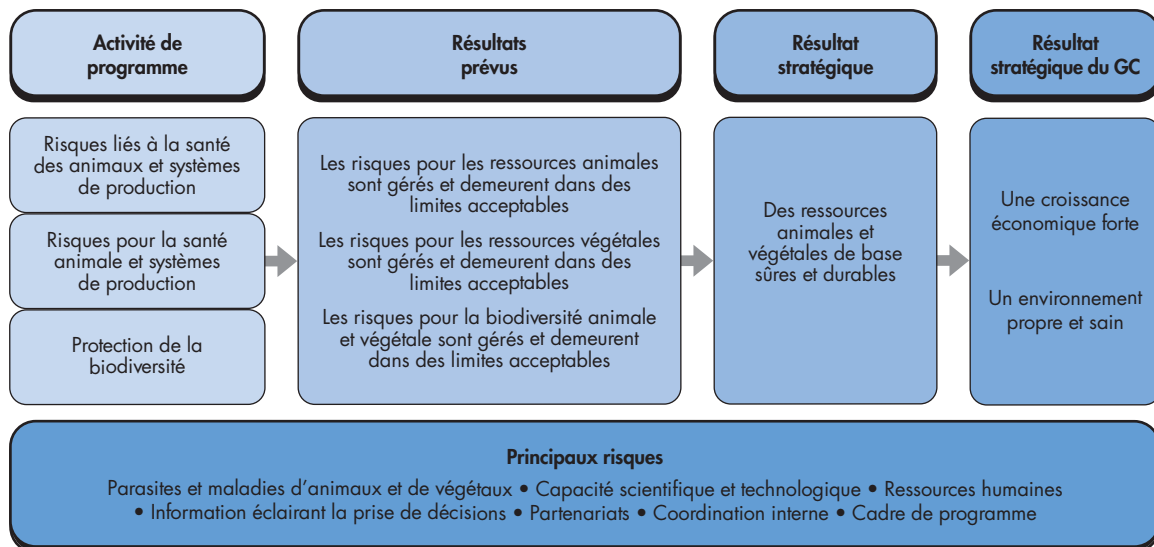 Activité de
programme
Résultats
prévus
Résultat
stratégique
Résultat
stratégique du GC
Risques liés à la santé
des animaux et systèmes
de production
Risques pour la santé
animale et systèmes
de production
Protection de la
biodiversité
Les risques pour les ressources animales
sont gérés et demeurent dans des
limites acceptables
Les risques pour les ressources végétales
sont gérés et demeurent dans des
limites acceptables
Les risques pour la biodiversité animale
et végétale sont gérés et demeurent
dans des limites acceptables
Des ressources
animales et
végétales de base
sûres et durables
Une croissance
économique forte
Un environnement
propre et sain
Principaux risques
Parasites et maladies d’animaux et de végétaux • Capacité scientifique et technologique • Ressources humaines
• Information éclairant la prise de décisions • Partenariats • Coordination interne • Cadre de programme